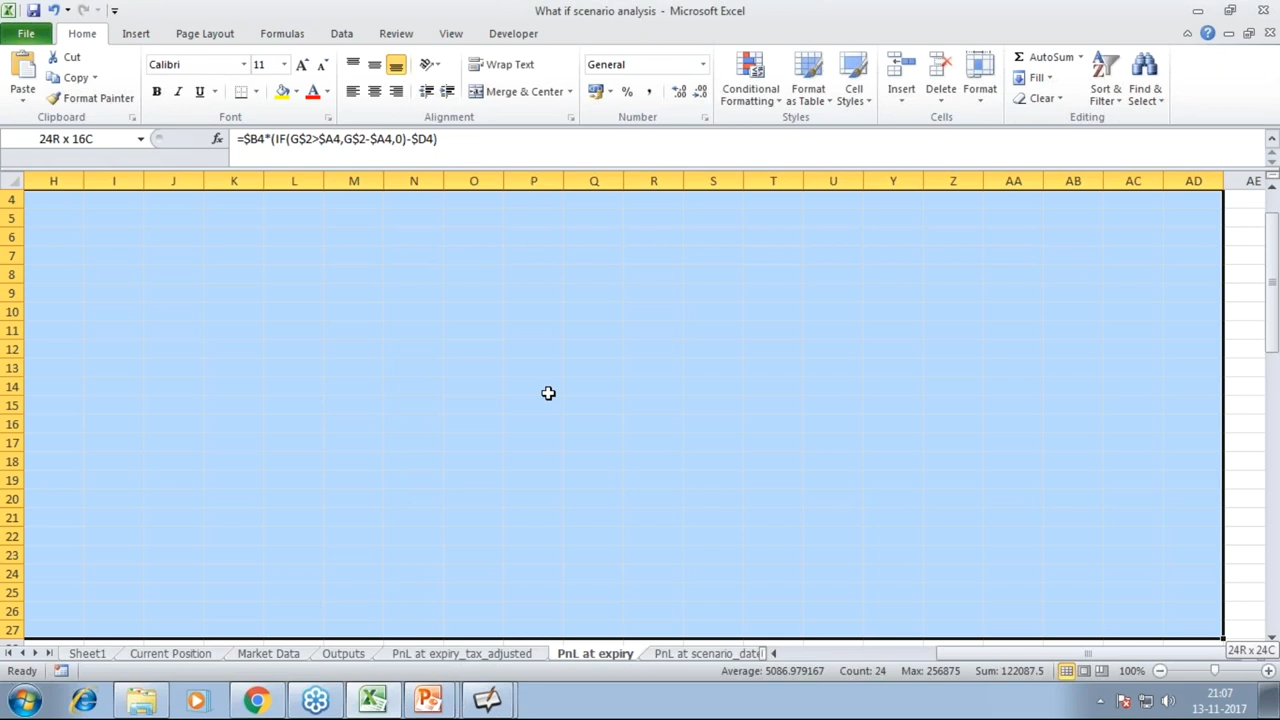 What if scenario analysis - Microsoft Excel
File Home Insert Page Layout Formulas Data Review View Developer
Paste
Cut
Copy
Format Painter
Calibri 11
B I U
Wrap Text
Merge & Center
General
%
Conditional Formatting
Format as Table
Cell Styles
Insert
Delete
Format
AutoSum
Fill
Clear
Sort & Filter
Find & Select
Clipboard Font Alignment Number Styles Cells Editing
24R x 16C fx =$B4*(IF(G$2>$A4,G$2-$A4,0)-$D4)
H I J K L M N O P Q R S T U Y Z AA AB AC AD AE
4
5
6
7
8
9
10
11
12
13
14
15
16
17
18
19
20
21
22
23
24
25
26
27
Sheet1 Current Position Market Data Outputs PnL at expiry_tax_adjusted PnL at expiry PnL at scenario_date
24R x 24C
Ready Average: 5086.979167 Count: 24 Max: 256875 Sum: 122087.5 100%
21:07
13-11-2017